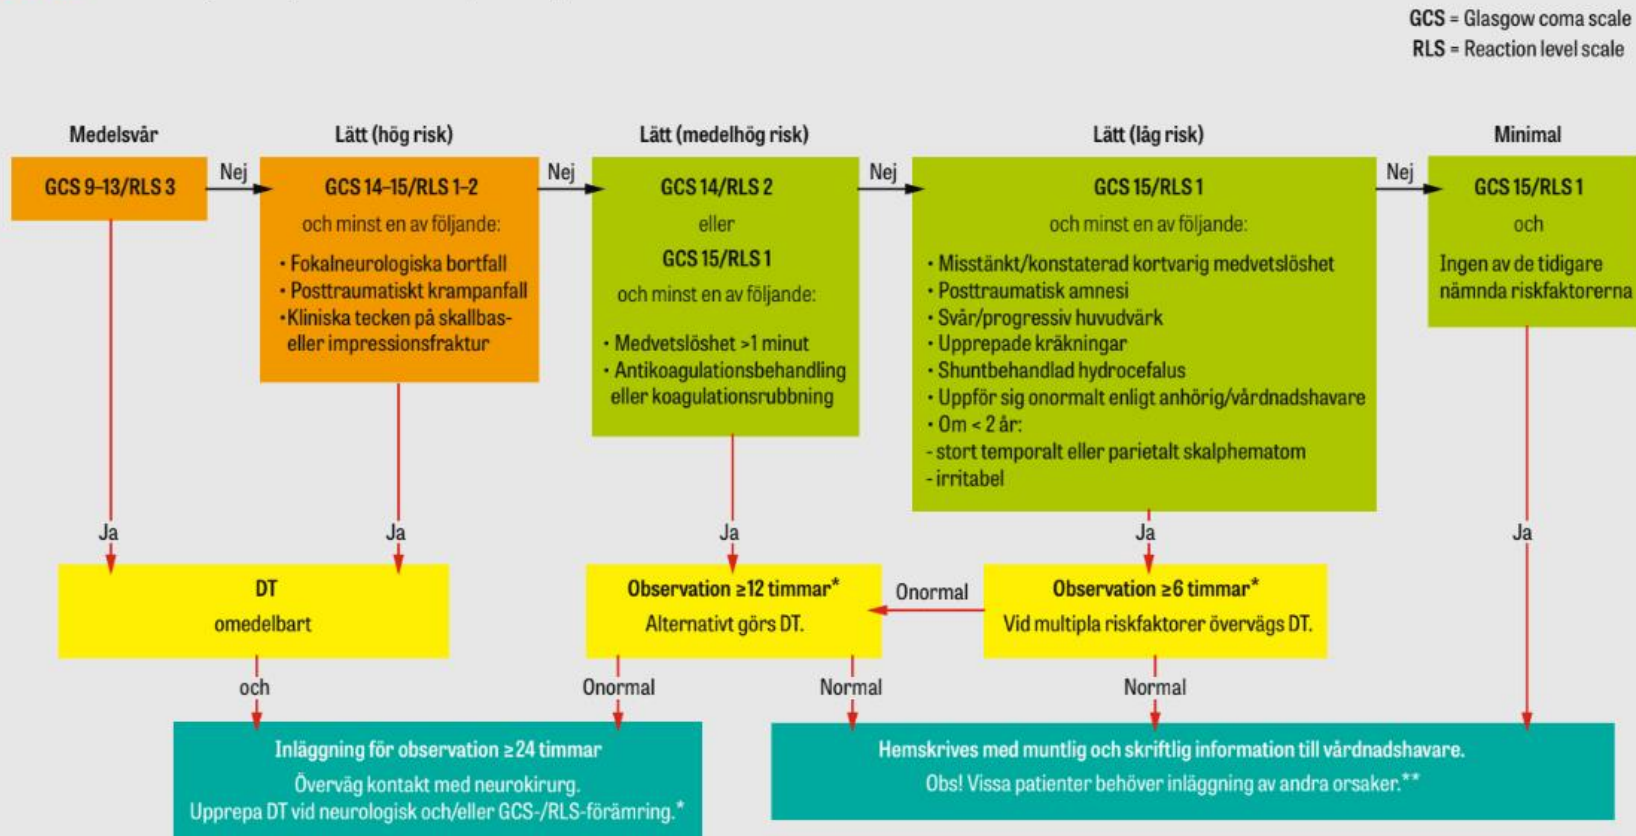 GCS = Glasgow coma scale
RLS = Reaction level scale
Medelsvår
GCS 9–13/RLS 3
Nej
Lätt (hög risk)
GCS 14–15/RLS 1–2
och minst en av följande:
• Fokalneurologiska bortfall
• Posttraumatiskt krampanfall
• Kliniska tecken på skallbas-
eller impressionsfraktur
Nej
Lätt (medelhög risk)
GCS 14/RLS 2
eller
GCS 15/RLS 1
och minst en av följande:
• Medvetslöshet >1 minut
• Antikoagulationsbehandling
eller koagulationsrubbning
Nej
Lätt (låg risk)
GCS 15/RLS 1
och minst en av följande:
• Misstänkt/konstaterad kortvarig medvetslöshet
• Posttraumatisk amnesi
• Svår/progressiv huvudvärk
• Upprepade kräkningar
• Shuntbehandlad hydrocefalus
• Uppför sig onormalt enligt anhörig/vårdnadshavare
• Om < 2 år:
- stort temporalt eller parietalt skalphematom
- irritabel
Nej
Minimal
GCS 15/RLS 1
och
Ingen av de tidigare
nämnda riskfaktorerna
Ja
Ja
Ja
Ja
Ja
DT
omedelbart
Observation ≥12 timmar*
Alternativt görs DT.
Onormal
Observation ≥6 timmar*
Vid multipla riskfaktorer övervägs DT.
och
Onormal
Normal
Normal
Inläggning för observation ≥24 timmar
Överväg kontakt med neurokirurg.
Upprepa DT vid neurologisk och/eller GCS-/RLS-förämring.*
Hemskrives med muntlig och skriftlig information till vårdnadshavare.
Obs! Vissa patienter behöver inläggning av andra orsaker.**